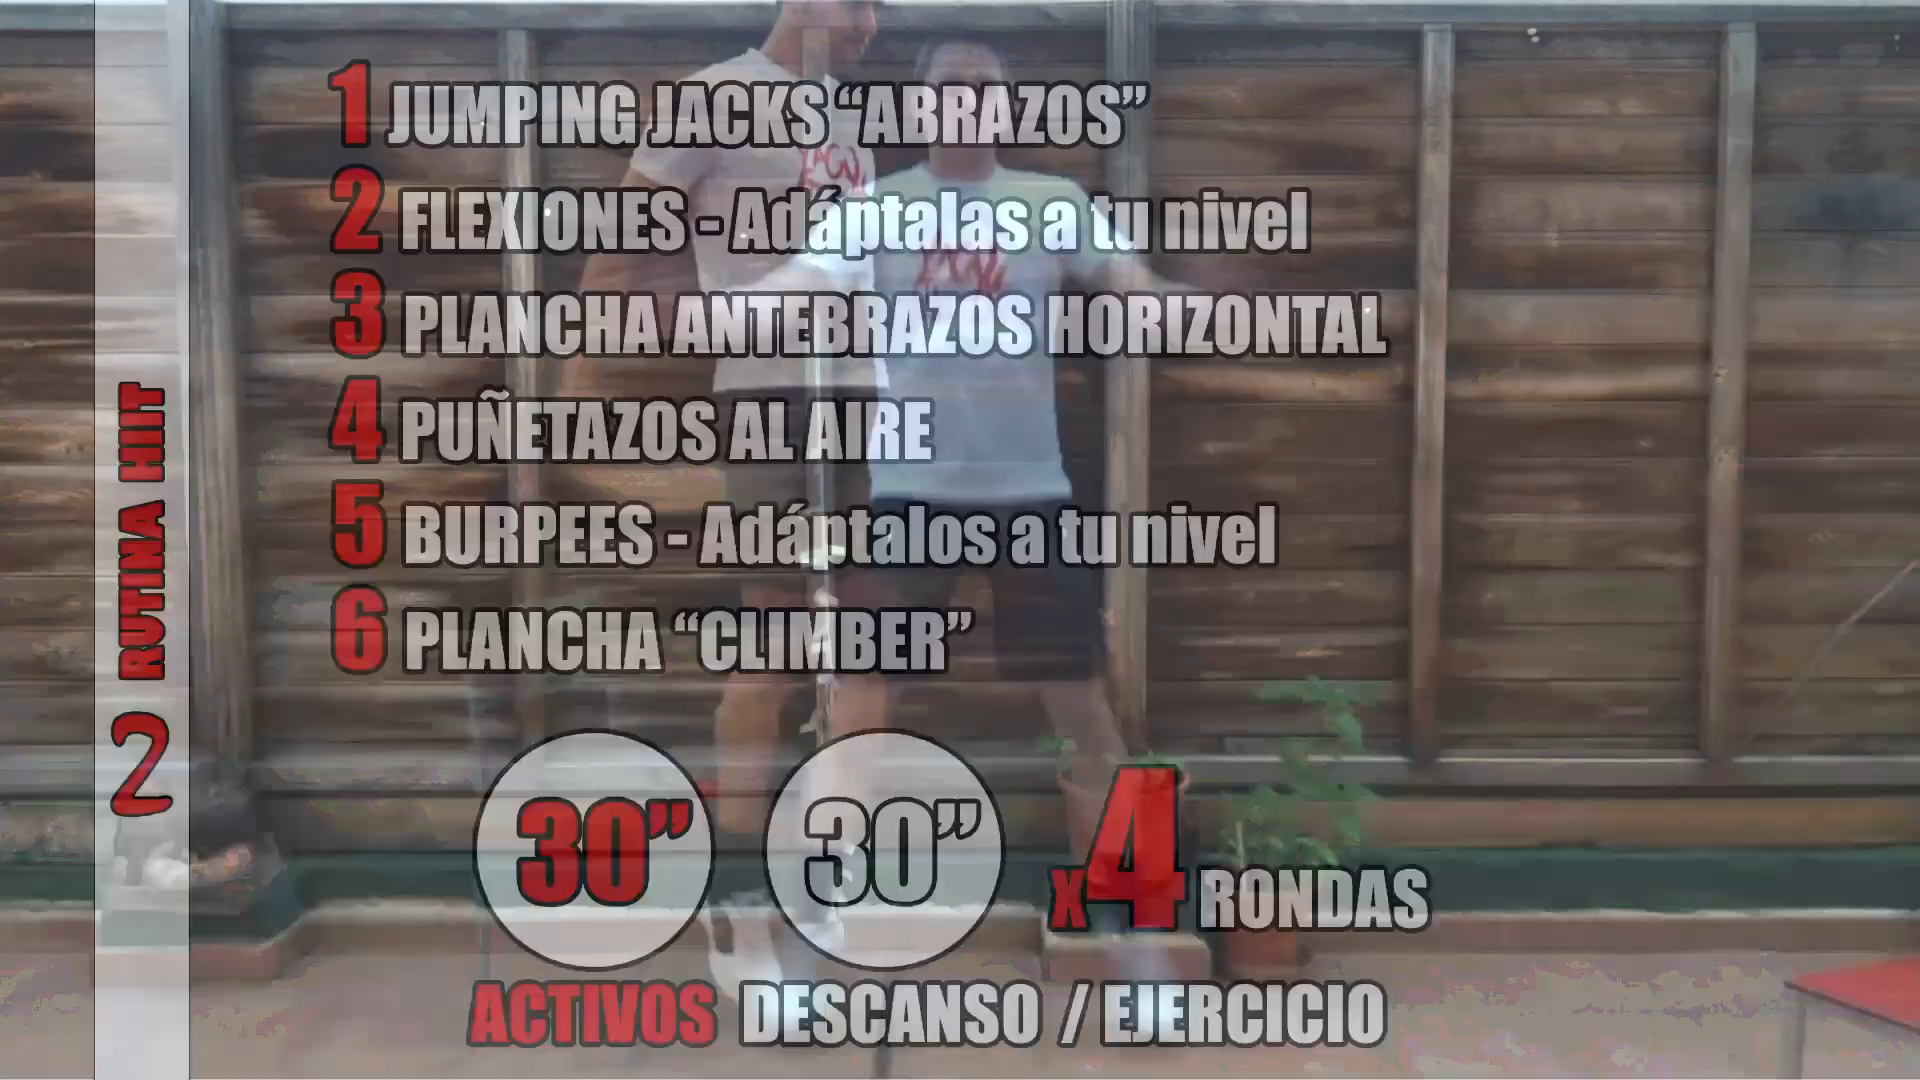 1 JUMPING JACKS “ABRAZOS”
2 FLEXIONES - Adáptalas a tu nivel
3 PLANCHA ANTEBRAZOS HORIZONTAL
4 PUÑETAZOS AL AIRE
5 BURPEES - Adáptalos a tu nivel
6 PLANCHA “CLIMBER”
2 RUTINA HIIT
30” 30” x4 RONDAS
ACTIVOS DESCANSO / EJERCICIO